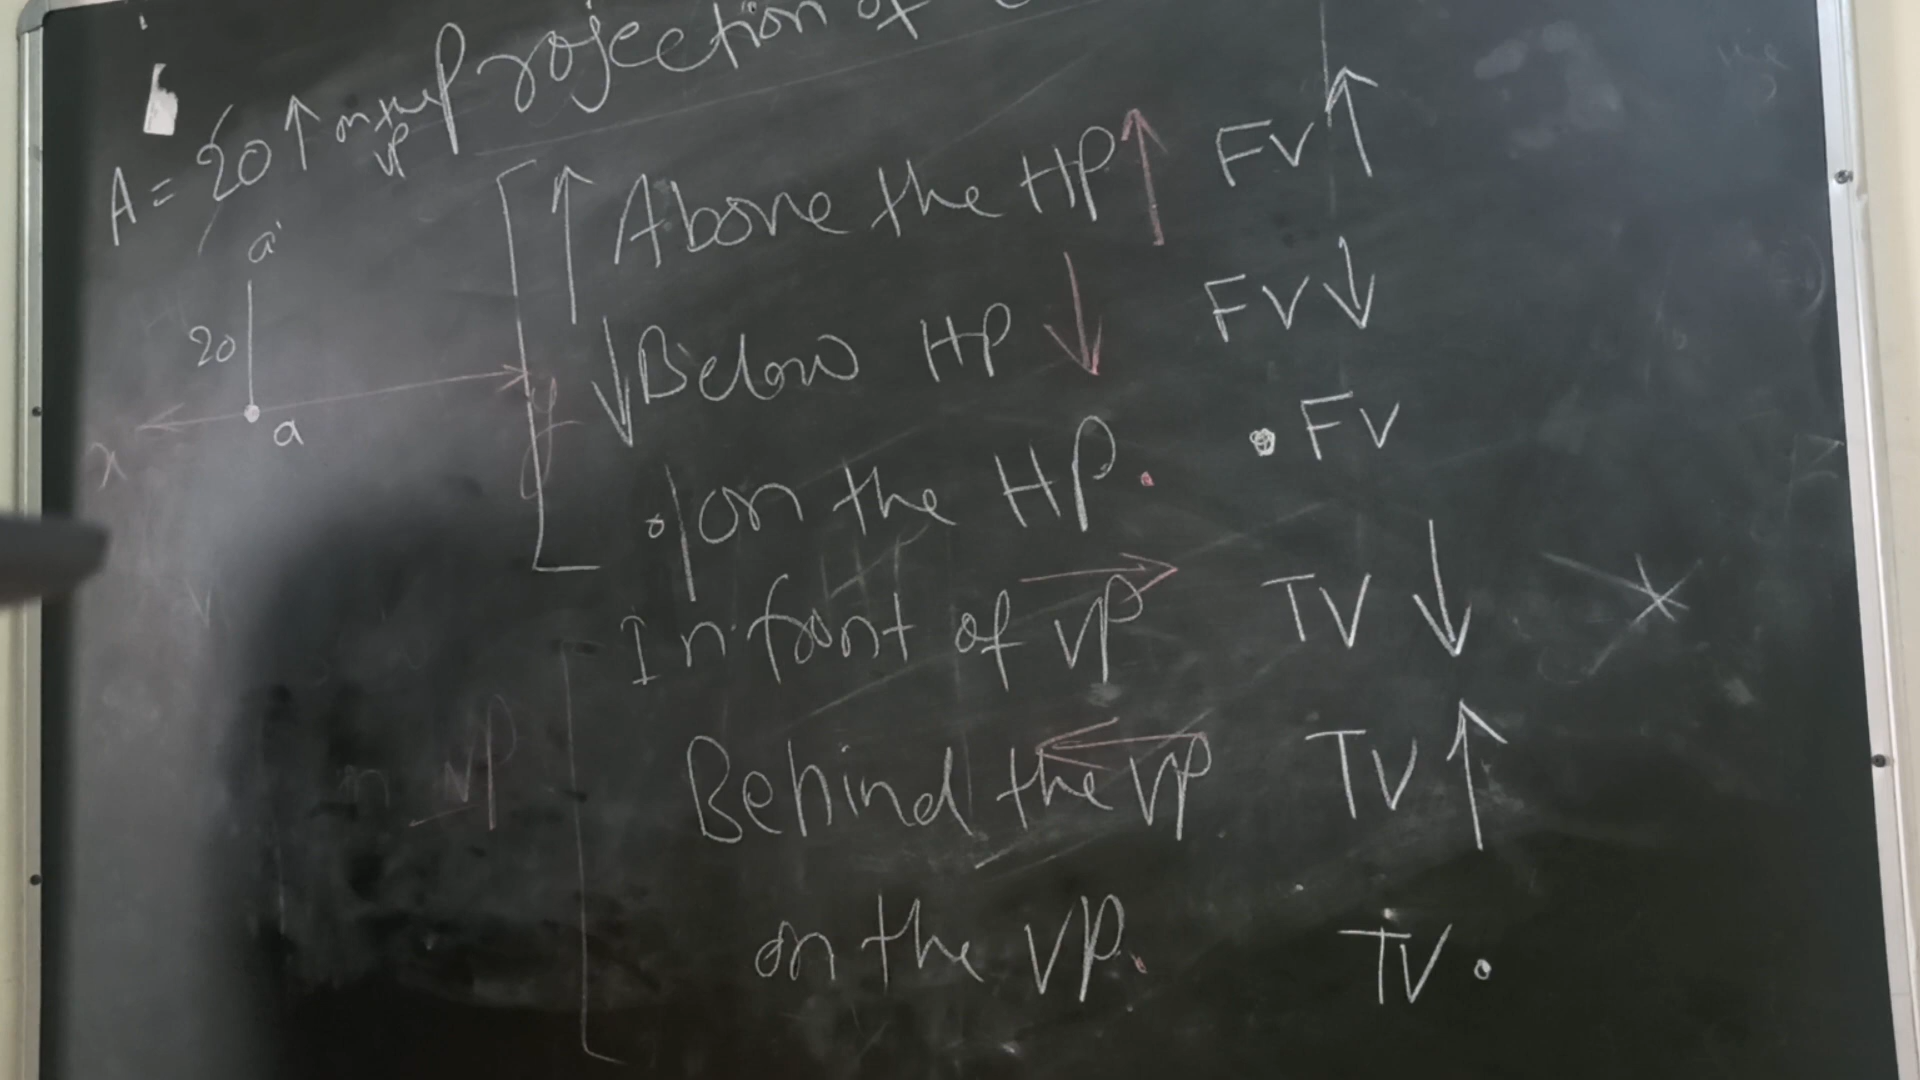 Projection of
A = 20 ↑ on the VP
↑ Above the HP ↑ FV ↑
a'
20
x a y
↓ Below HP ↓ FV ↓
• on the HP. • FV
In front of VP → TV ↓
VP
Behind the VP ← TV ↑
on the VP. TV •